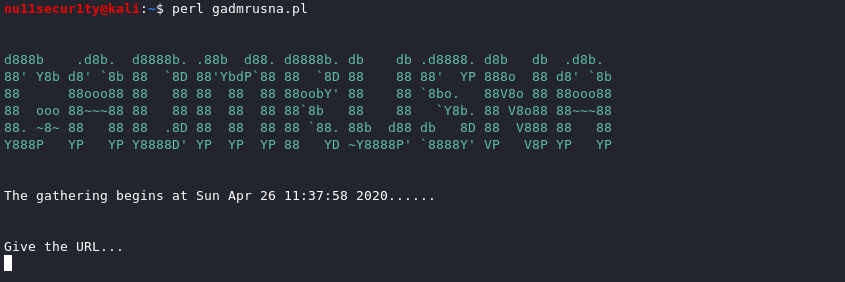 nu11secur1ty@kali:~$ perl gadmrusna.pl
d888b    .d8b.  d8888b. .88b  d88. d8888b. db    db .d8888. d8b   db  .d8b.
88' Y8b d8' `8b 88  `8D 88'YbdP`88 88  `8D 88    88 88'  YP 888o  88 d8' `8b
88      88ooo88 88   88 88  88  88 88oobY' 88    88 `8bo.   88V8o 88 88ooo88
88  ooo 88~~~88 88   88 88  88  88 88`8b   88    88   `Y8b. 88 V8o88 88~~~88
88. ~8~ 88   88 88  .8D 88  88  88 88 `88. 88b  d88 db   8D 88  V888 88   88
Y888P   YP   YP Y8888D' YP  YP  YP 88   YD ~Y8888P' `8888Y' VP   V8P YP   YP
The gathering begins at Sun Apr 26 11:37:58 2020......
Give the URL...